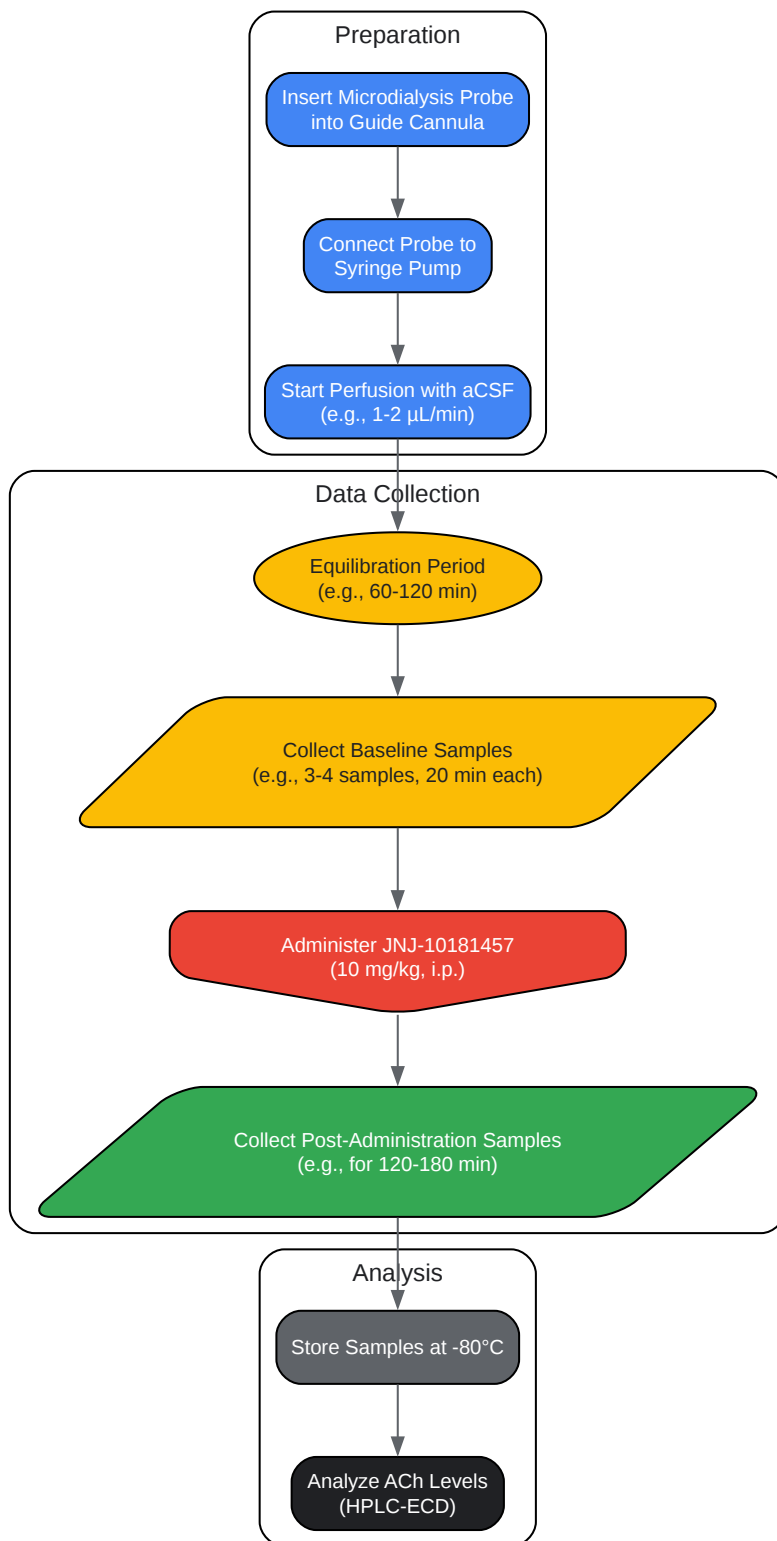 Preparation
Insert Microdialysis Probe
into Guide Cannula
Connect Probe to
Syringe Pump
Start Perfusion with aCSF
(e.g., 1-2 µL/min)
Data Collection
Equilibration Period
(e.g., 60-120 min)
Collect Baseline Samples
(e.g., 3-4 samples, 20 min each)
Administer JNJ-10181457
(10 mg/kg, i.p.)
Collect Post-Administration Samples
(e.g., for 120-180 min)
Analysis
Store Samples at -80°C
Analyze ACh Levels
(HPLC-ECD)